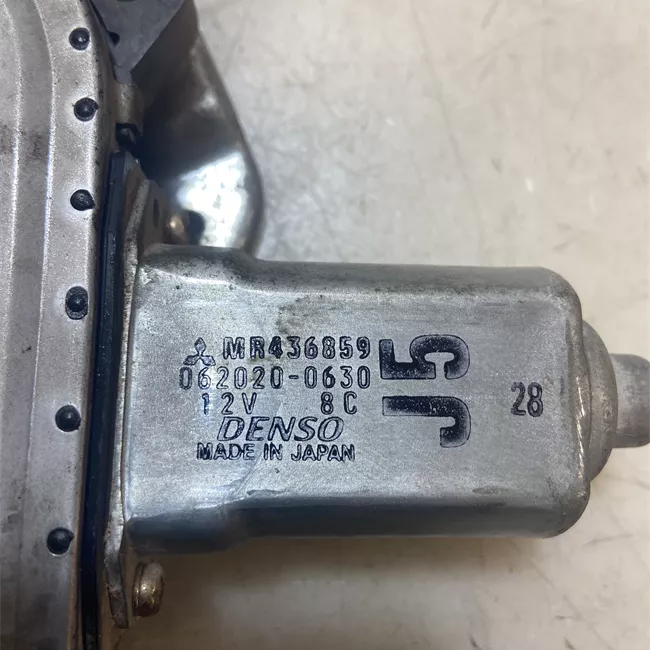 MR436859
062020-0630
12V 8C
DENSO
MADE IN JAPAN
J5
28